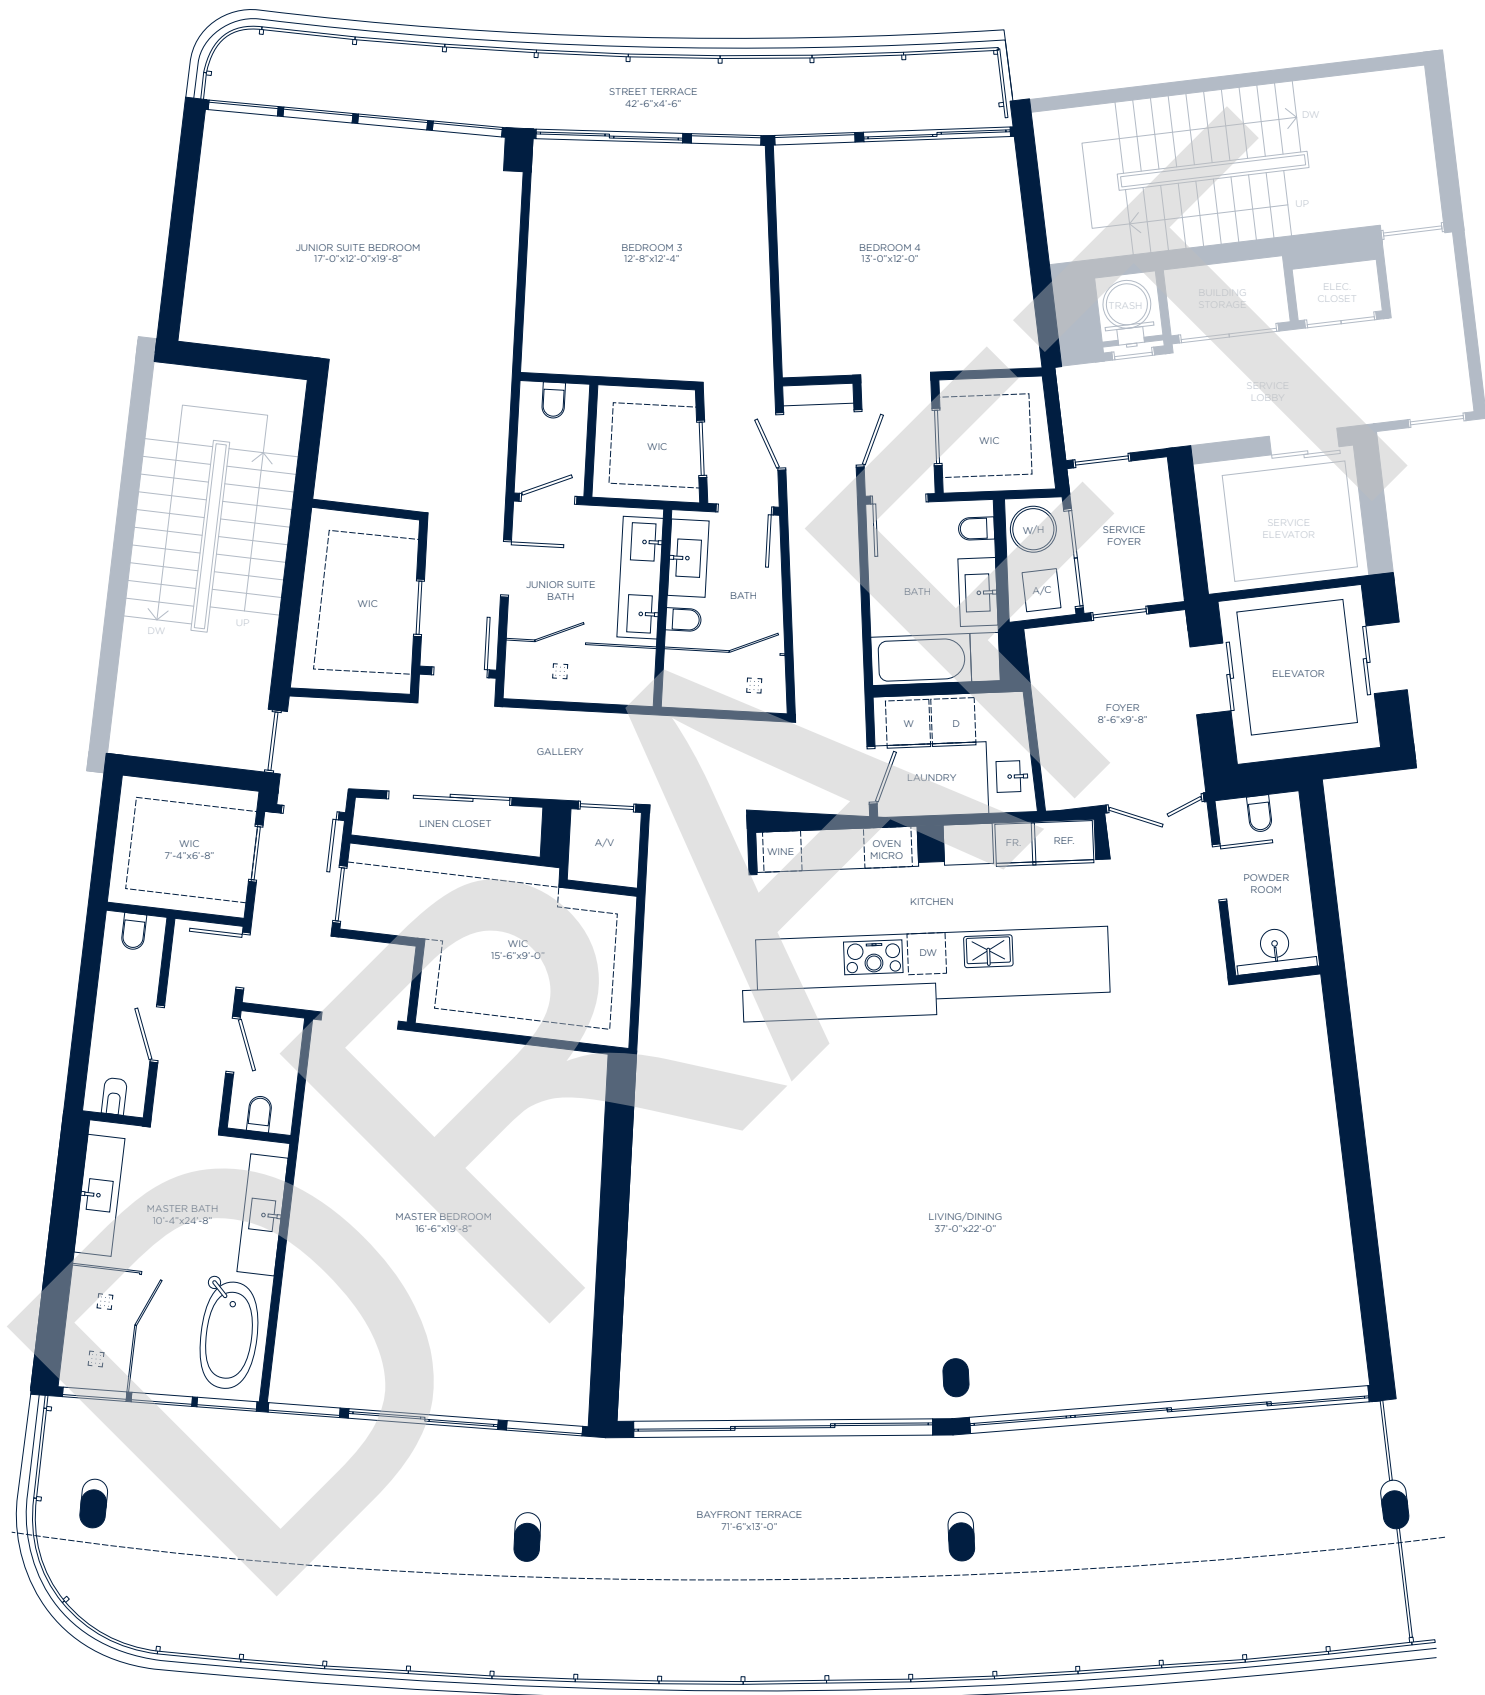 STREET TERRACE
42'-6"x4'-6"
DW
UP
JUNIOR SUITE BEDROOM
17'-0"x12'-0"x19'-8"
BEDROOM 3
12'-8"x12'-4"
BEDROOM 4
13'-0"x12'-0"
TRASH
BUILDING
STORAGE
ELEC.
CLOSET
SERVICE
LOBBY
WIC
WIC
SERVICE
ELEVATOR
W/H
SERVICE
FOYER
JUNIOR SUITE
BATH
BATH
BATH
A/C
WIC
DW
UP
ELEVATOR
FOYER
8'-6"x9'-8"
W
D
GALLERY
LAUNDRY
LINEN CLOSET
A/V
WIC
7'-4"x6'-8"
WINE
OVEN
MICRO
FR.
REF.
POWDER
ROOM
KITCHEN
WIC
15'-6"x9'-0"
DW
MASTER BATH
10'-4"x24'-8"
MASTER BEDROOM
16'-6"x19'-8"
LIVING/DINING
37'-0"x22'-0"
BAYFRONT TERRACE
71'-6"x13'-0"
DRAFT